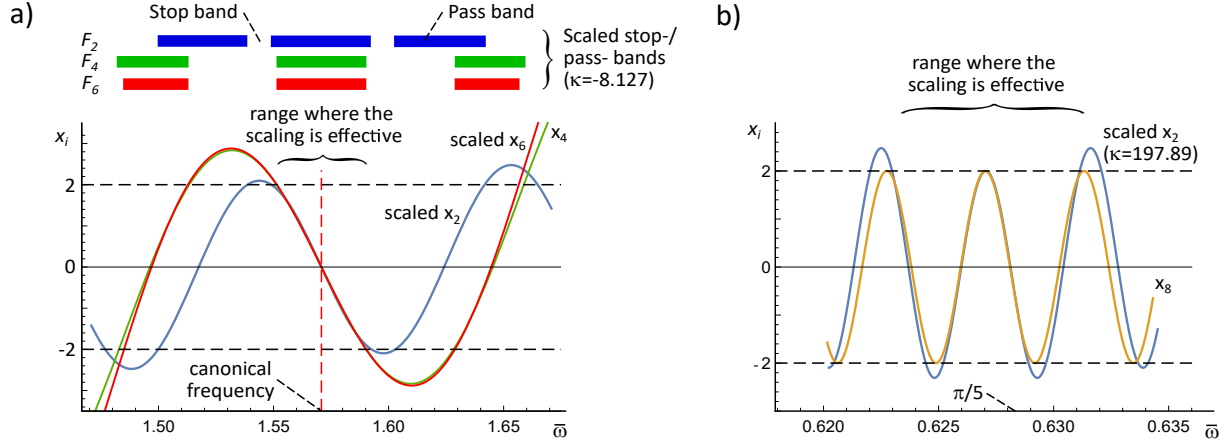 a)
Stop band
Pass band
F2
F4
F6
Scaled stop-/
pass- bands
(κ=-8.127)
range where the
scaling is effective
xi
scaled x6
x4
scaled x2
2
0
-2
canonical
frequency
1.50
1.55
1.60
1.65
ω̅
b)
range where the
scaling is effective
xi
scaled x2
(κ=197.89)
2
0
-2
x8
π/5
0.620
0.625
0.630
0.635
ω̅